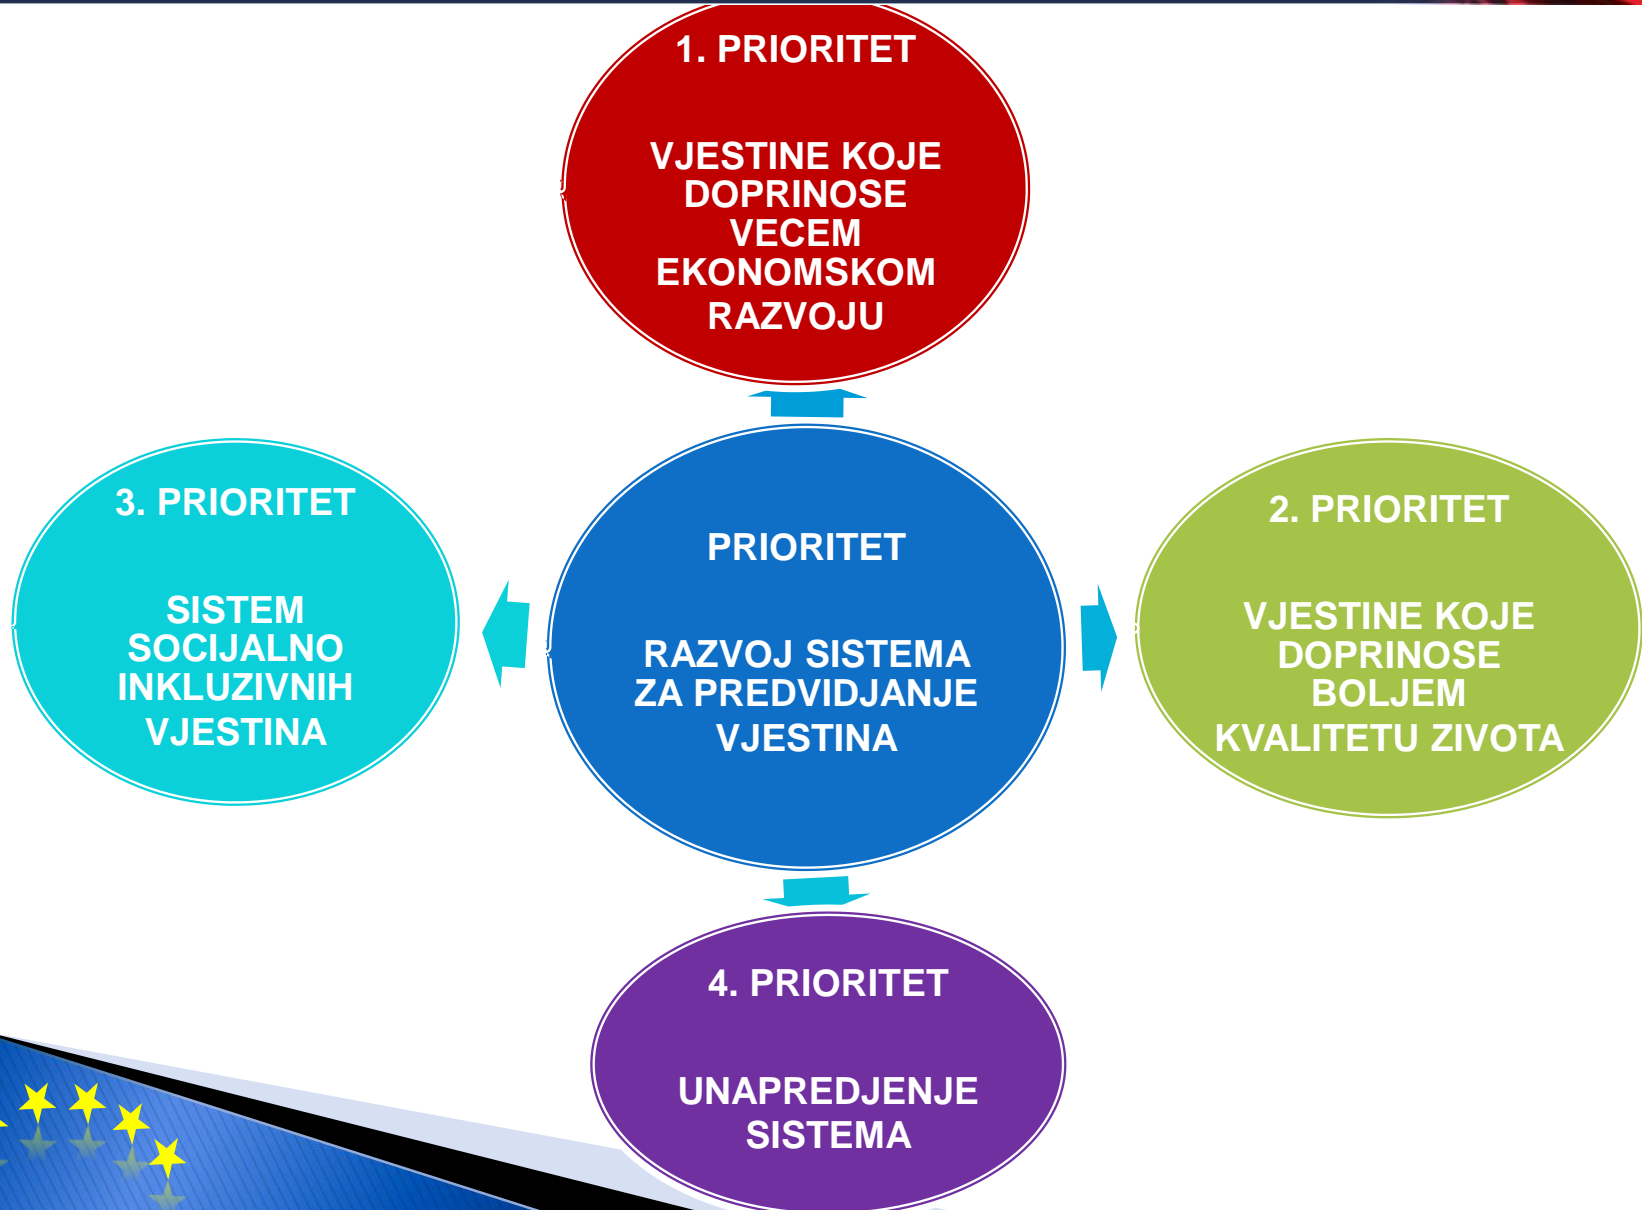 1. PRIORITET
VJESTINE KOJE
DOPRINOSE
VECEM
EKONOMSKOM
RAZVOJU
3. PRIORITET
SISTEM
SOCIJALNO
INKLUZIVNIH
VJESTINA
PRIORITET
RAZVOJ SISTEMA
ZA PREDVIDJANJE
VJESTINA
2. PRIORITET
VJESTINE KOJE
DOPRINOSE
BOLJEM
KVALITETU ZIVOTA
4. PRIORITET
UNAPREDJENJE
SISTEMA